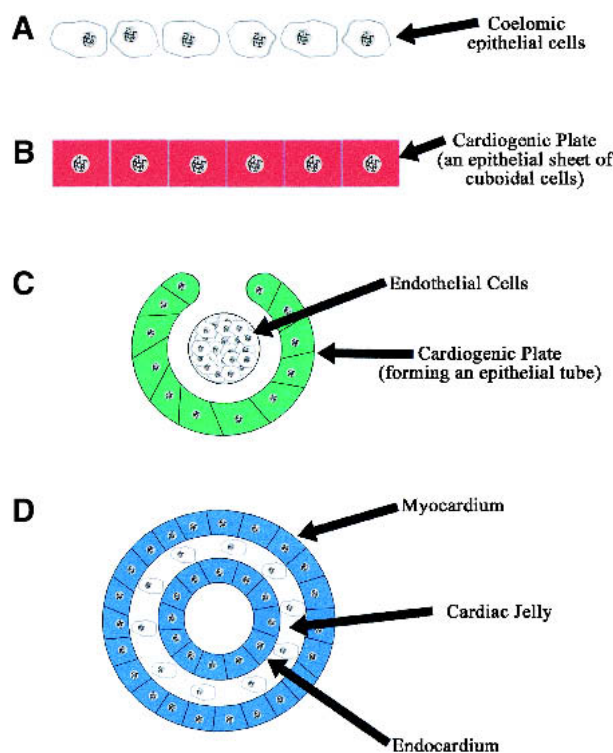 A
Coelomic
epithelial cells
B
Cardiogenic Plate
(an epithelial sheet of
cuboidal cells)
C
Endothelial Cells
Cardiogenic Plate
(forming an epithelial tube)
D
Myocardium
Cardiac Jelly
Endocardium